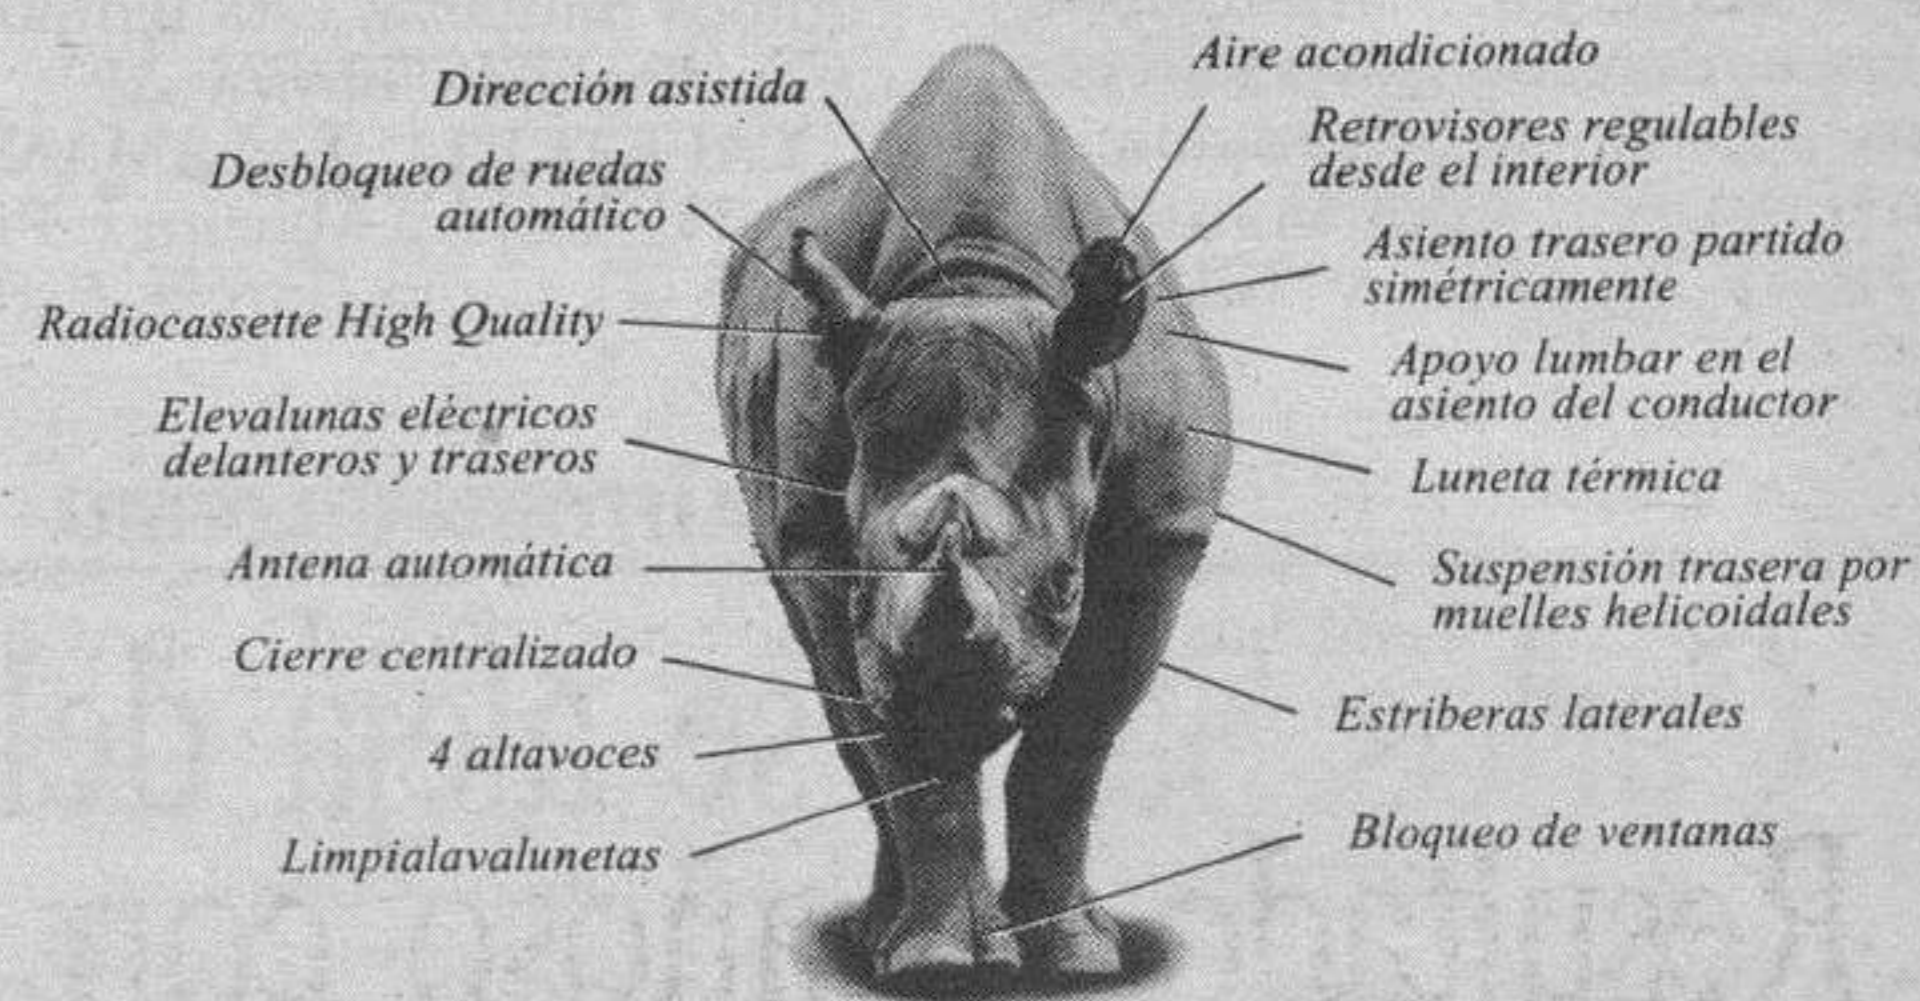 Dirección asistida
Desbloqueo de ruedas
automático
Radiocassette High Quality
Elevalunas eléctricos
delanteros y traseros
Antena automática
Cierre centralizado
4 altavoces
Limpialavalunetas
Aire acondicionado
Retrovisores regulables
desde el interior
Asiento trasero partido
simétricamente
Apoyo lumbar en el
asiento del conductor
Luneta térmica
Suspensión trasera por
muelles helicoidales
Estriberas laterales
Bloqueo de ventanas